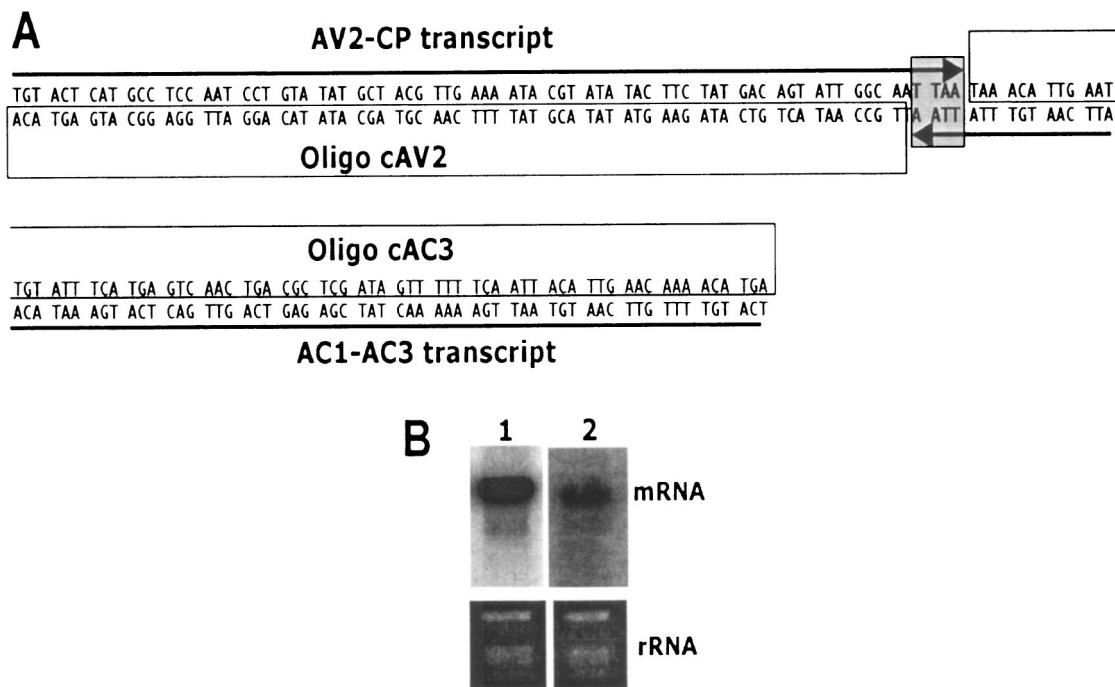 A
AV2-CP transcript
TGT ACT CAT GCC TCC AAT CCT GTA TAT GCT ACG TTG AAA ATA CGT ATA TAC TTC TAT GAC AGT ATT GGC AAT TAA TAA ACA TTG AAT
ACA TGA GTA CGG AGG TTA GGA CAT ATA CGA TGC AAC TTT TAT GCA TAT ATG AAG ATA CTG TCA TAA CCG TTA ATT ATT TGT AAC TTA
Oligo cAV2
Oligo cAC3
TGT ATT TCA TGA GTC AAC TGA CGC TCG ATA GTT TTT TCA ATT ACA TTG AAC AAA ACA TGA
ACA TAA AGT ACT CAG TTG ACT GAG AGC TAT CAA AAA AGT TAA TGT AAC TTG TTT TGT ACT
AC1-AC3 transcript
B
1 2
mRNA
rRNA